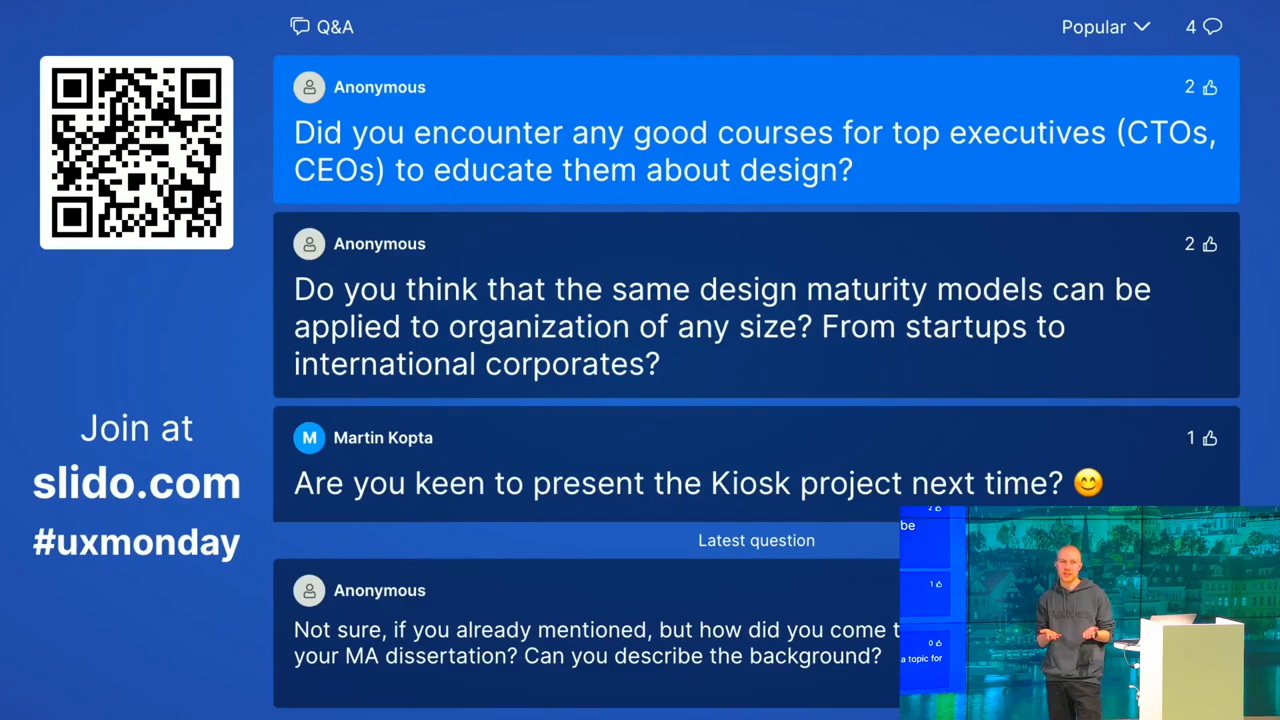 Q&A
Popular
4
Anonymous
2
Did you encounter any good courses for top executives (CTOs,
CEOs) to educate them about design?
Anonymous
2
Do you think that the same design maturity models can be
applied to organization of any size? From startups to
international corporates?
Martin Kopta
M
1
Are you keen to present the Kiosk project next time? 😊
Join at
slido.com
#uxmonday
Latest question
Anonymous
Not sure, if you already mentioned, but how did you come t
your MA dissertation? Can you describe the background?
2
be
1
0
a topic for